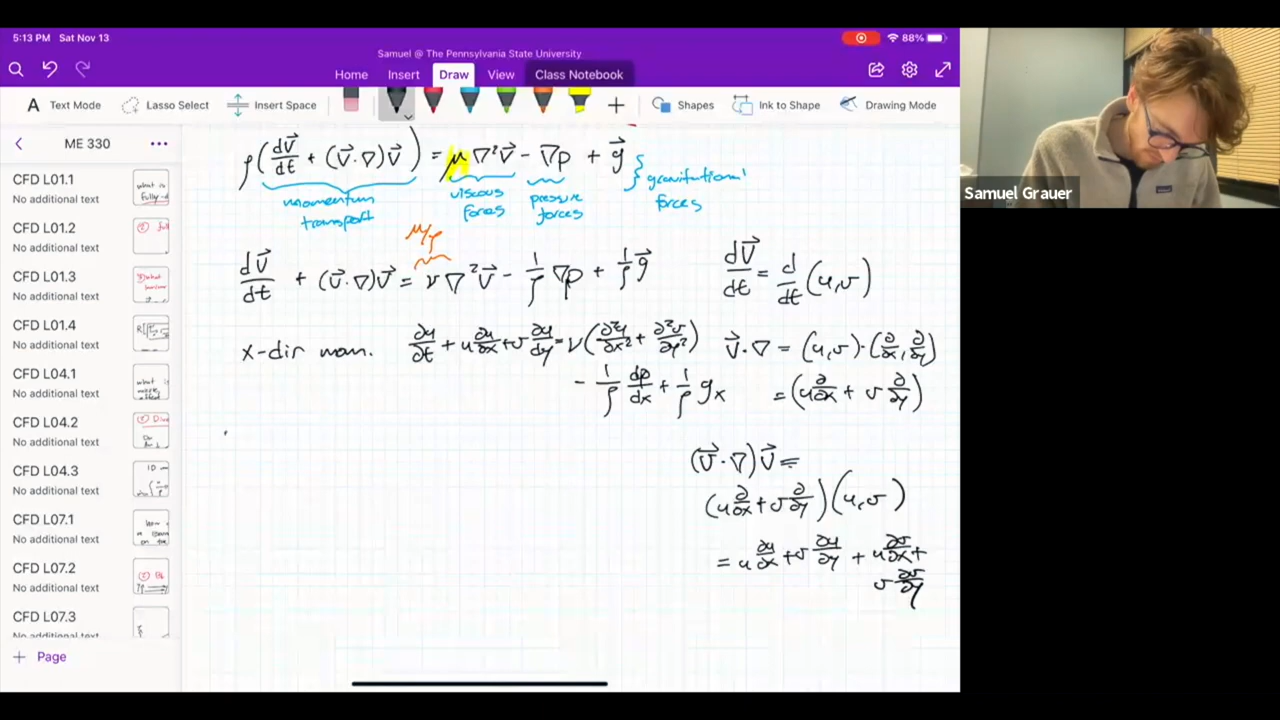 5:13 PM Sat Nov 13
88%
Samuel @ The Pennsylvania State University
Home Insert Draw View Class Notebook
A Text Mode Lasso Select Insert Space Shapes Ink to Shape Drawing Mode
ME 330
CFD L01.1
No additional text
CFD L01.2
No additional text
CFD L01.3
No additional text
CFD L01.4
No additional text
CFD L04.1
No additional text
CFD L04.2
No additional text
CFD L04.3
No additional text
CFD L07.1
No additional text
CFD L07.2
No additional text
CFD L07.3
No additional text
+ Page
ρ(dV⃗/dt + (V⃗·∇)V⃗) = μ∇²V⃗ − ∇p + g⃗
momentum transport
viscous forces
pressure forces
gravitational forces
μ/ρ
dV⃗/dt + (V⃗·∇)V⃗ = ν∇²V⃗ − 1/ρ ∇p + 1/ρ g⃗
dV⃗/dt = d/dt (u,v)
x-dir mom. ∂u/∂t + u ∂u/∂x + v ∂u/∂y = ν(∂²u/∂x² + ∂²v/∂y²)
− 1/ρ dp/dx + 1/ρ gx
V⃗·∇ = (u,v)·(∂/∂x, ∂/∂y)
= (u ∂/∂x + v ∂/∂y)
(V⃗·∇)V⃗ =
(u ∂/∂x + v ∂/∂y)(u,v)
= u ∂u/∂x + v ∂u/∂y + u ∂v/∂x +
v ∂v/∂y
Samuel Grauer